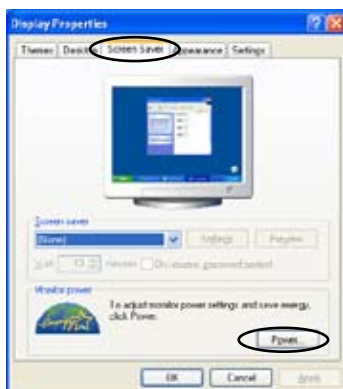 Display Properties
Themes Desktop Screen Saver Appearance Settings
Screen saver
(None) Settings Preview
Wait: minutes On resume, password protect
Monitor power
To adjust monitor power settings and save energy,
click Power.
Power...
OK Cancel Apply